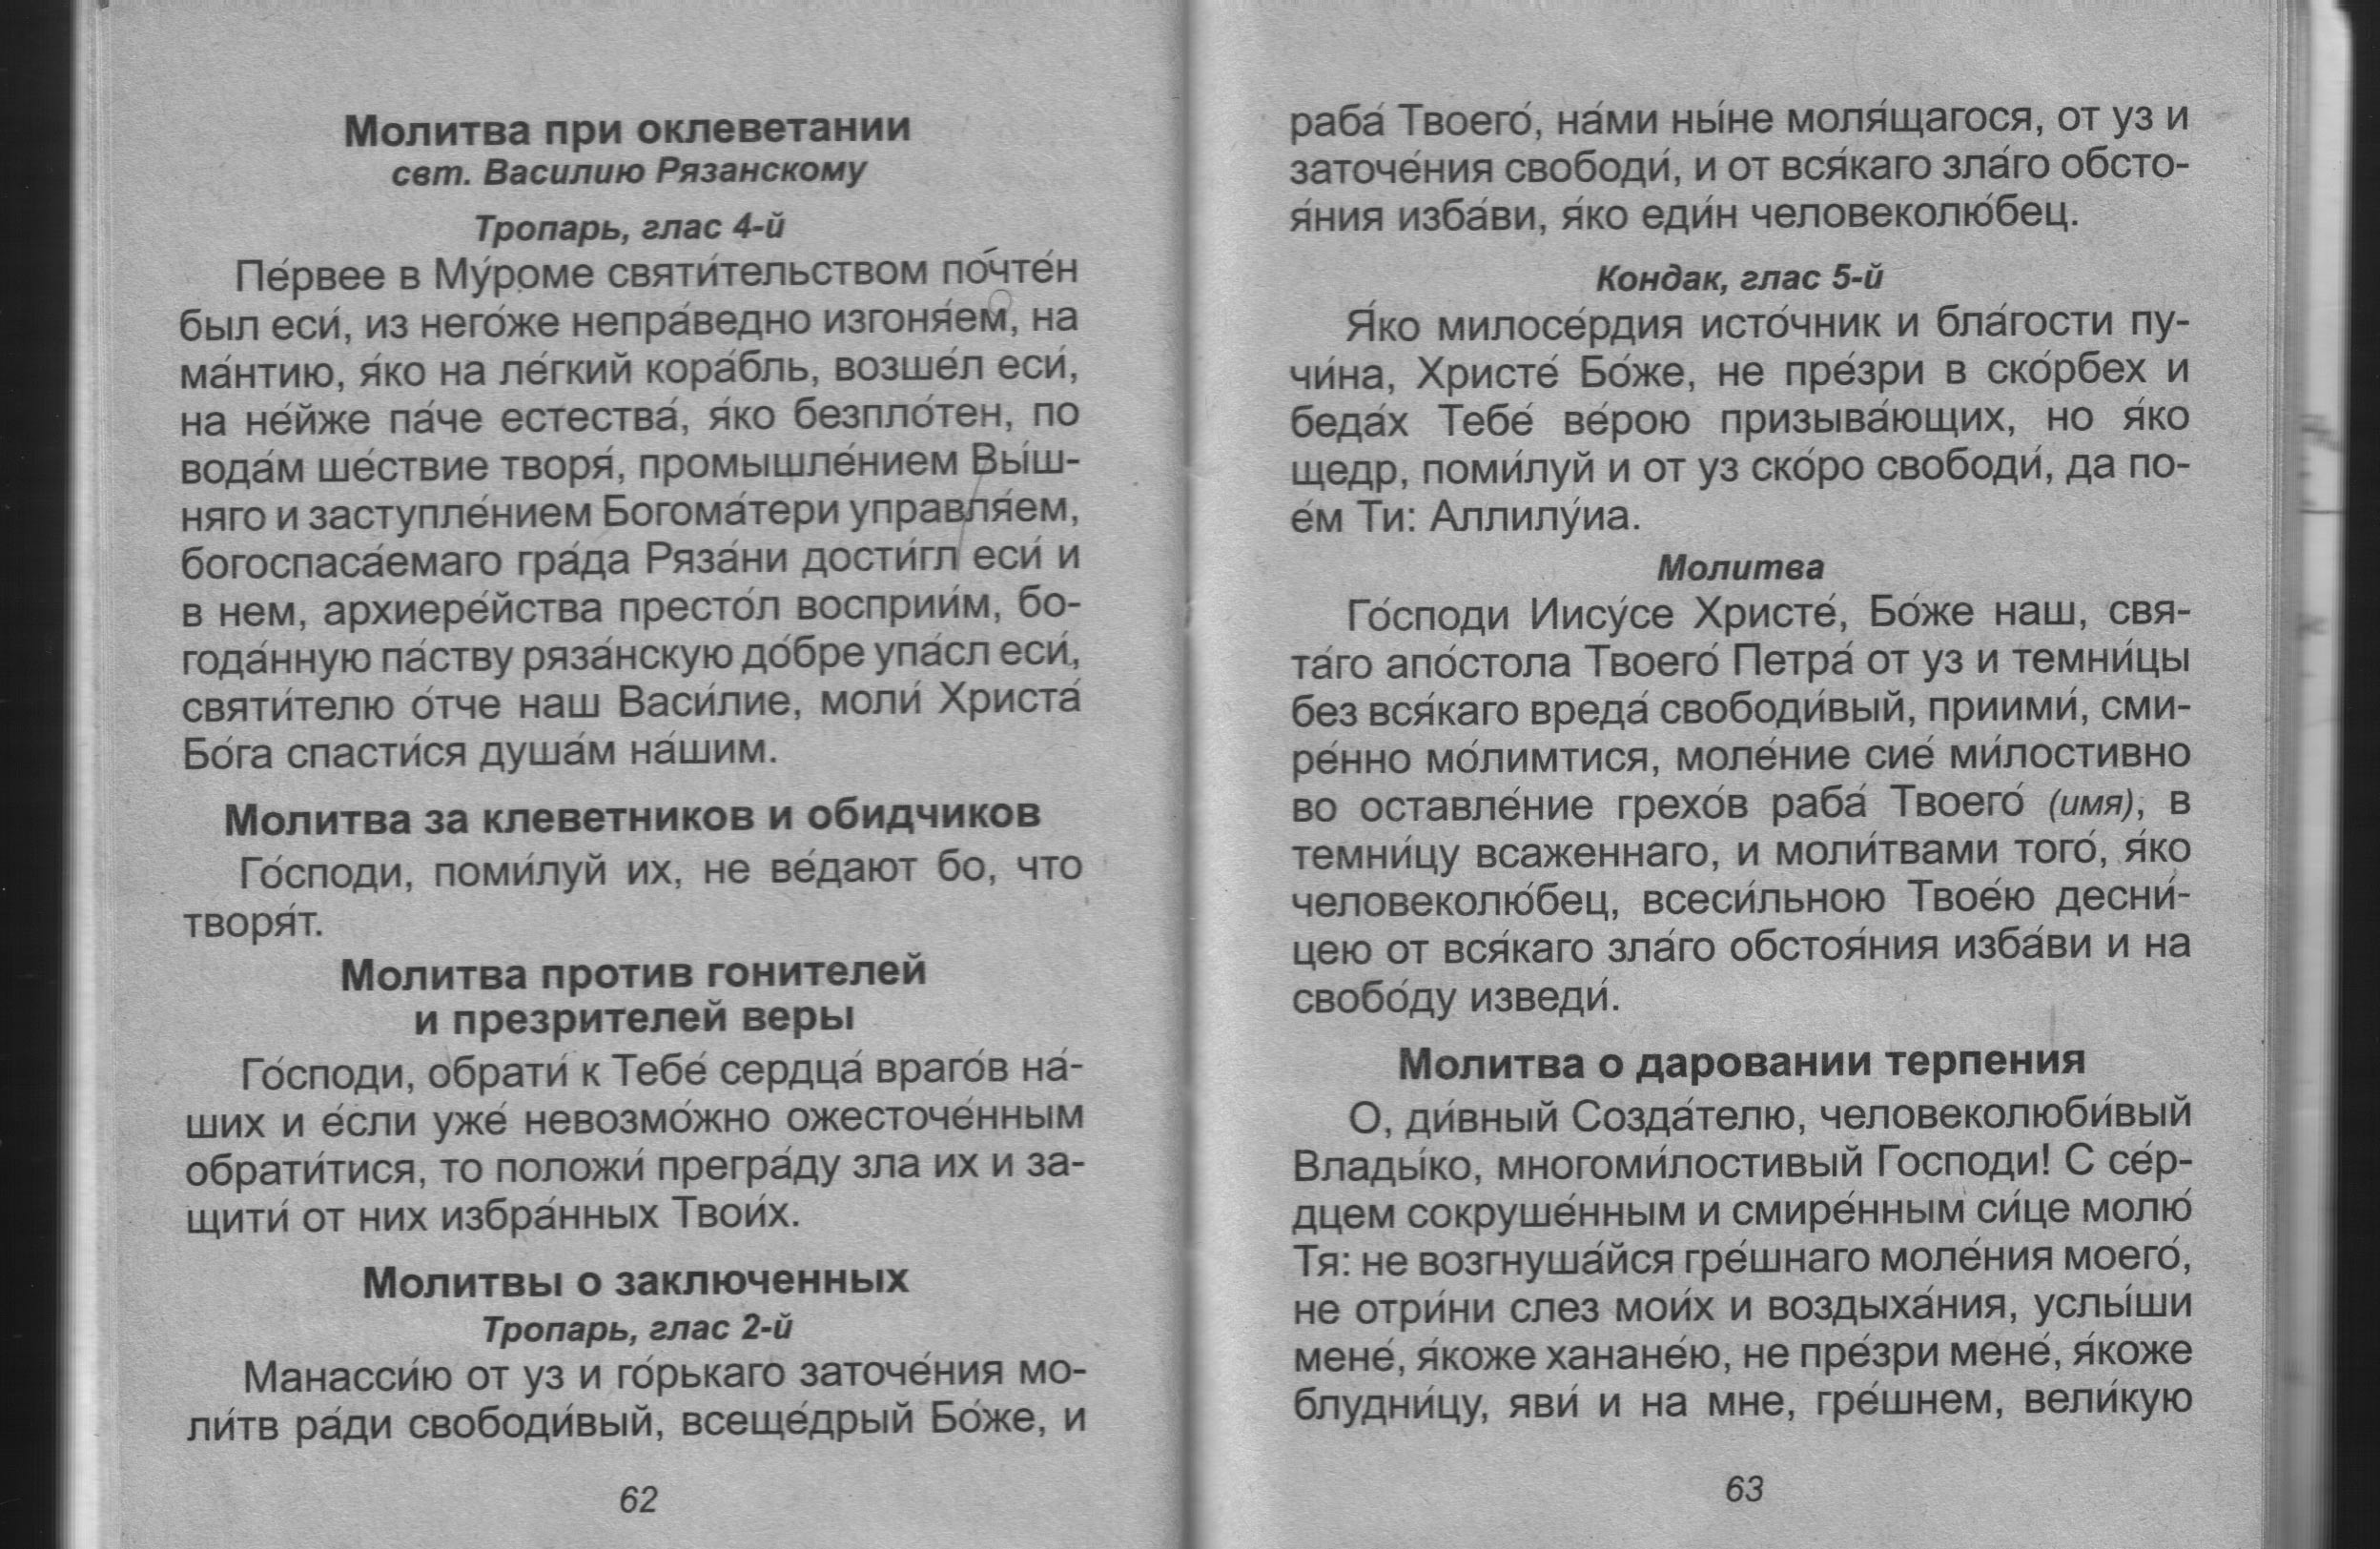 Молитва при оклеветании
свт. Василию Рязанскому
Тропарь, глас 4-й
Пе́рвее в Му́роме святи́тельством по́чте́н
был еси́, из него́же непра́ведно изгоня́ем, на
ма́нтию, я́ко на ле́гкий кора́бль, возше́л еси́,
на не́йже па́че естества́, я́ко безпло́тен, по
вода́м ше́ствие творя́, промышле́нием Вы́ш-
няго и заступле́нием Богома́тери управля́ем,
богоспаса́емаго гра́да Ряза́ни дости́гл еси́ и
в нем, архиере́йства престо́л восприи́м, бо-
года́нную па́ству ряза́нскую до́бре упа́сл еси́,
святи́телю о́тче наш Васи́лие, моли́ Христа́
Бо́га спасти́ся душа́м на́шим.
Молитва за клеветников и обидчиков
Го́споди, поми́луй их, не ве́дают бо, что
творя́т.
Молитва против гонителей
и презрителей веры
Го́споди, обрати́ к Тебе́ сердца́ враго́в на́-
ших и е́сли уже́ невозмо́жно ожесточе́нным
обрати́тися, то положи́ прегра́ду зла их и за-
щити́ от них избра́нных Твои́х.
Молитвы о заключенных
Тропарь, глас 2-й
Манасси́ю от уз и го́рькаго заточе́ния мо-
ли́тв ра́ди свободи́вый, всеще́дрый Бо́же, и
62
раба́ Твоего́, на́ми ны́не моля́щагося, от уз и
заточе́ния свободи́, и от вся́каго зла́го обсто-
я́ния изба́ви, я́ко еди́н человеколю́бец.
Кондак, глас 5-й
Я́ко милосе́рдия исто́чник и бла́гости пу-
чи́на, Христе́ Бо́же, не пре́зри в ско́рбех и
беда́х Тебе́ ве́рою призыва́ющих, но я́ко
щедр, поми́луй и от уз ско́ро свободи́, да по-
е́м Ти: Аллилу́иа.
Молитва
Го́споди Иису́се Христе́, Бо́же наш, свя-
та́го апо́стола Твоего́ Петра́ от уз и темни́цы
без вся́каго вреда́ свободи́вый, приими́, сми-
ре́нно мо́лимтися, моле́ние сие́ ми́лостивно
во оставле́ние грехо́в раба́ Твоего́ (имя), в
темни́цу всаженнаго, и моли́твами того́, я́ко
человеколю́бец, всеси́льною Твое́ю десни́-
цею от вся́каго зла́го обстоя́ния изба́ви и на
свобо́ду изведи́.
Молитва о даровании терпения
О, ди́вный Созда́телю, человеколюби́вый
Влады́ко, многоми́лостивый Господи! С се́р-
дцем сокруше́нным и смире́нным си́це молю́
Тя: не возгнуша́йся гре́шнаго моле́ния моего́,
не отри́ни слез мои́х и воздыха́ния, услы́ши
мене́, я́коже ханане́ю, не пре́зри мене́, я́коже
блудни́цу, яви́ и на мне, гре́шнем, вели́кую
63